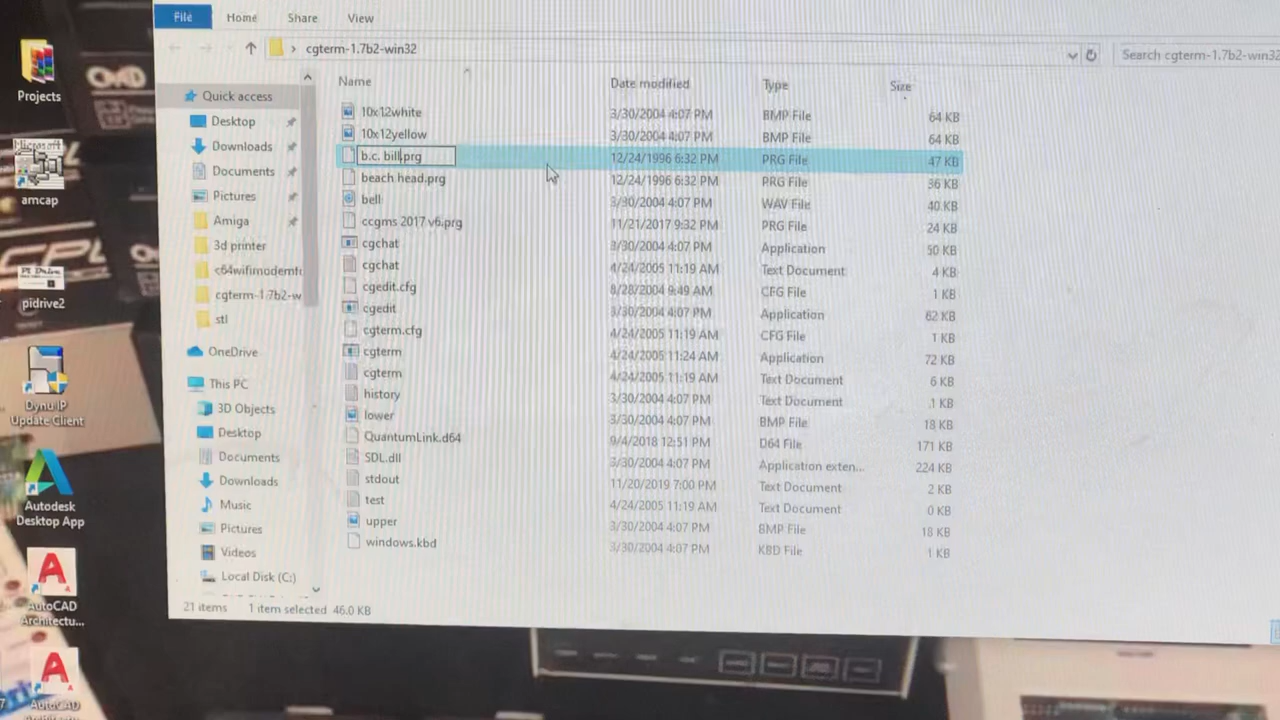 File Home Share View
cgterm-1.7b2-win32 Search cgterm-1.7b2-win32
Name Date modified Type Size
10x12white 3/30/2004 4:07 PM BMP File 64 KB
10x12yellow 3/30/2004 4:07 PM BMP File 64 KB
b.c. bill.prg 12/24/1996 6:32 PM PRG File 47 KB
beach head.prg 12/24/1996 6:32 PM PRG File 36 KB
bell 3/30/2004 4:07 PM WAV File 40 KB
ccgms 2017 v6.prg 11/21/2017 9:32 PM PRG File 24 KB
cgchat 3/30/2004 4:07 PM Application 50 KB
cgchat 4/24/2005 11:19 AM Text Document 4 KB
cgedit.cfg 8/28/2004 9:49 AM CFG File 1 KB
cgedit 3/30/2004 4:07 PM Application 62 KB
cgterm.cfg 4/24/2005 11:19 AM CFG File 1 KB
cgterm 4/24/2005 11:24 AM Application 72 KB
cgterm 4/24/2005 11:19 AM Text Document 6 KB
history 3/30/2004 4:07 PM Text Document 1 KB
lower 3/30/2004 4:07 PM BMP File 18 KB
QuantumLink.d64 9/4/2018 12:51 PM D64 File 171 KB
SDL.dll 3/30/2004 4:07 PM Application exten... 224 KB
stdout 11/20/2019 7:00 PM Text Document 2 KB
test 4/24/2005 11:19 AM Text Document 0 KB
upper 3/30/2004 4:07 PM BMP File 18 KB
windows.kbd 3/30/2004 4:07 PM KBD File 1 KB
Quick access
Desktop
Downloads
Documents
Pictures
Amiga
3d printer
c64wifimodemf
cgterm-1.7b2-w
stl
OneDrive
This PC
3D Objects
Desktop
Documents
Downloads
Music
Pictures
Videos
Local Disk (C:)
21 items 1 item selected 46.0 KB
Projects
Microsoft
amcap
PI Drive
pidrive2
Dynu IP
Update Client
Autodesk
Desktop App
AutoCAD
Architectu...
AutoCAD
Architectu...